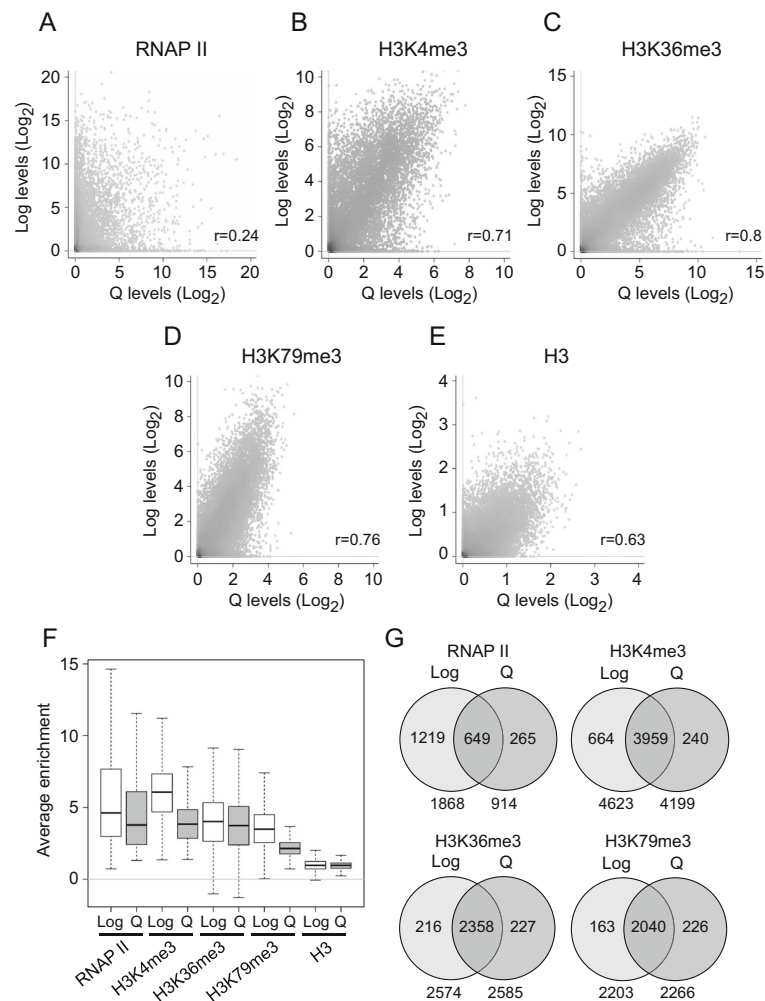 A
RNAP II
Log levels (Log2)
20
15
10
5
0
r=0.24
0 5 10 15 20
Q levels (Log2)
B
H3K4me3
Log levels (Log2)
10
8
6
4
2
0
r=0.71
0 2 4 6 8 10
Q levels (Log2)
C
H3K36me3
Log levels (Log2)
15
10
5
0
r=0.8
0 5 10 15
Q levels (Log2)
D
H3K79me3
Log levels (Log2)
10
8
6
4
2
0
r=0.76
0 2 4 6 8 10
Q levels (Log2)
E
H3
Log levels (Log2)
4
3
2
1
0
r=0.63
0 1 2 3 4
Q levels (Log2)
F
Average enrichment
15
10
5
0
Log Q Log Q Log Q Log Q Log Q
RNAP II
H3K4me3
H3K36me3
H3K79me3
H3
G
RNAP II
Log Q
1219 649 265
1868 914
H3K4me3
Log Q
664 3959 240
4623 4199
H3K36me3
Log Q
216 2358 227
2574 2585
H3K79me3
Log Q
163 2040 226
2203 2266